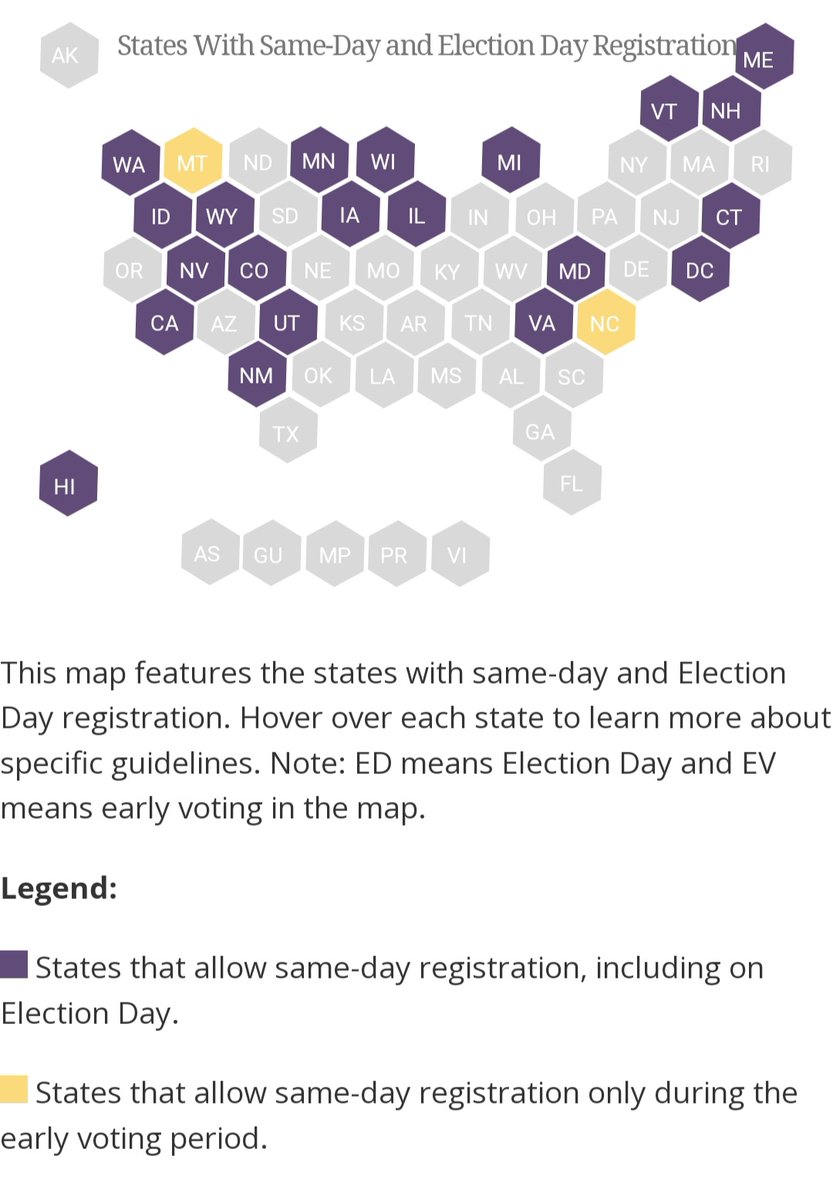 AK
States With Same-Day and Election Day Registration
ME
VT NH
WA MT ND MN WI MI NY MA RI
ID WY SD IA IL IN OH PA NJ CT
OR NV CO NE MO KY WV MD DE DC
CA AZ UT KS AR TN VA NC
NM OK LA MS AL SC
TX GA
HI FL
AS GU MP PR VI
This map features the states with same-day and Election
Day registration. Hover over each state to learn more about
specific guidelines. Note: ED means Election Day and EV
means early voting in the map.
Legend:
States that allow same-day registration, including on
Election Day.
States that allow same-day registration only during the
early voting period.